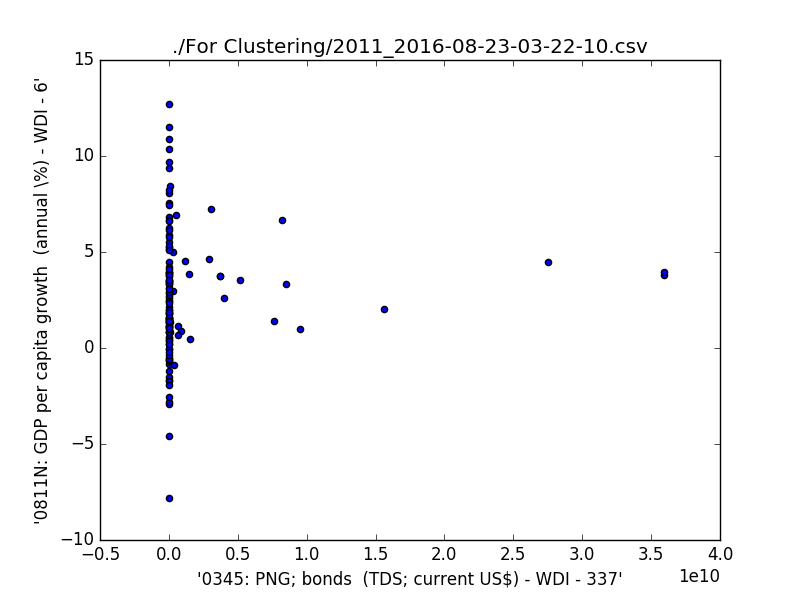 ./For Clustering/2011_2016-08-23-03-22-10.csv
15
10
5
0
−5
−10
'0811N: GDP per capita growth  (annual \%) - WDI - 6'
−0.5 0.0 0.5 1.0 1.5 2.0 2.5 3.0 3.5 4.0
1e10
'0345: PNG; bonds  (TDS; current US$) - WDI - 337'